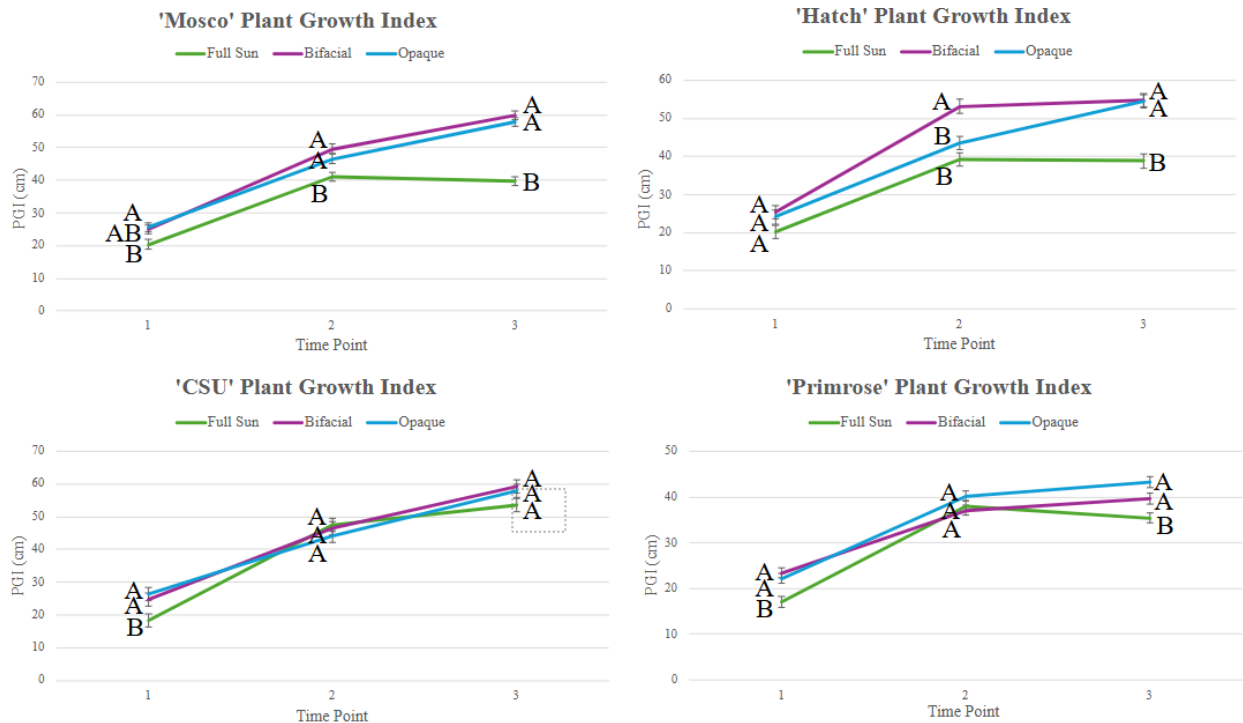 'Mosco' Plant Growth Index
Full Sun Bifacial Opaque
70
60
50
40
30
20
10
0
PGI (cm)
A
A
A
A
B
B
A
AB
B
1 2 3
Time Point
'Hatch' Plant Growth Index
Full Sun Bifacial Opaque
60
50
40
30
20
10
0
PGI (cm)
A
A
A
B
B
B
A
A
A
1 2 3
Time Point
'CSU' Plant Growth Index
Full Sun Bifacial Opaque
70
60
50
40
30
20
10
0
PGI (cm)
A
A
A
A
A
A
A
A
B
1 2 3
Time Point
'Primrose' Plant Growth Index
Full Sun Bifacial Opaque
50
40
30
20
10
0
PGI (cm)
A
A
B
A
A
A
A
A
B
1 2 3
Time Point